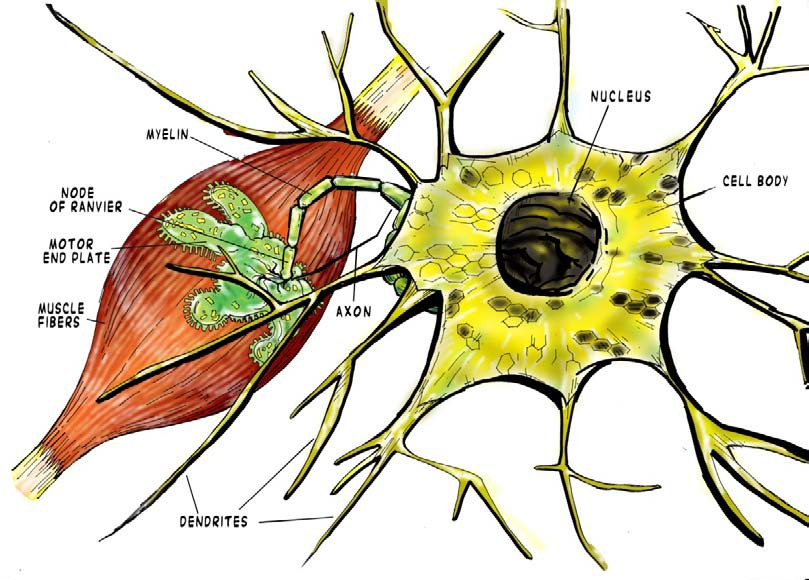 NUCLEUS
MYELIN
CELL BODY
NODE
OF RANVIER
MOTOR
END PLATE
MUSCLE
FIBERS
AXON
DENDRITES